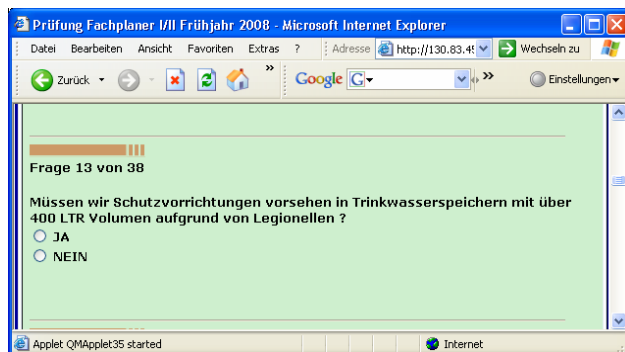 Prüfung Fachplaner I/II Frühjahr 2008 - Microsoft Internet Explorer
Datei Bearbeiten Ansicht Favoriten Extras ? Adresse http://130.83.4 Wechseln zu
Zurück » Google G » Einstellungen
Frage 13 von 38
Müssen wir Schutzvorrichtungen vorsehen in Trinkwasserspeichern mit über
400 LTR Volumen aufgrund von Legionellen ?
JA
NEIN
Applet QMApplet35 started Internet